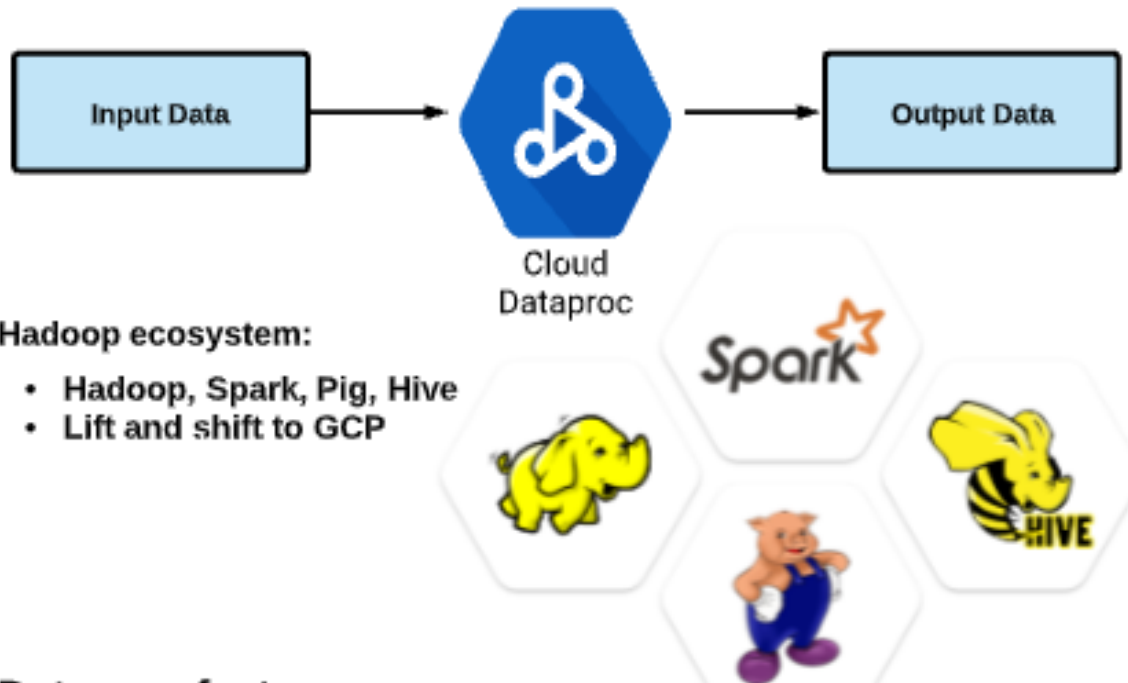 Input Data
Output Data
Cloud
Dataproc
Hadoop ecosystem:
• Hadoop, Spark, Pig, Hive
• Lift and shift to GCP
Spark
HIVE